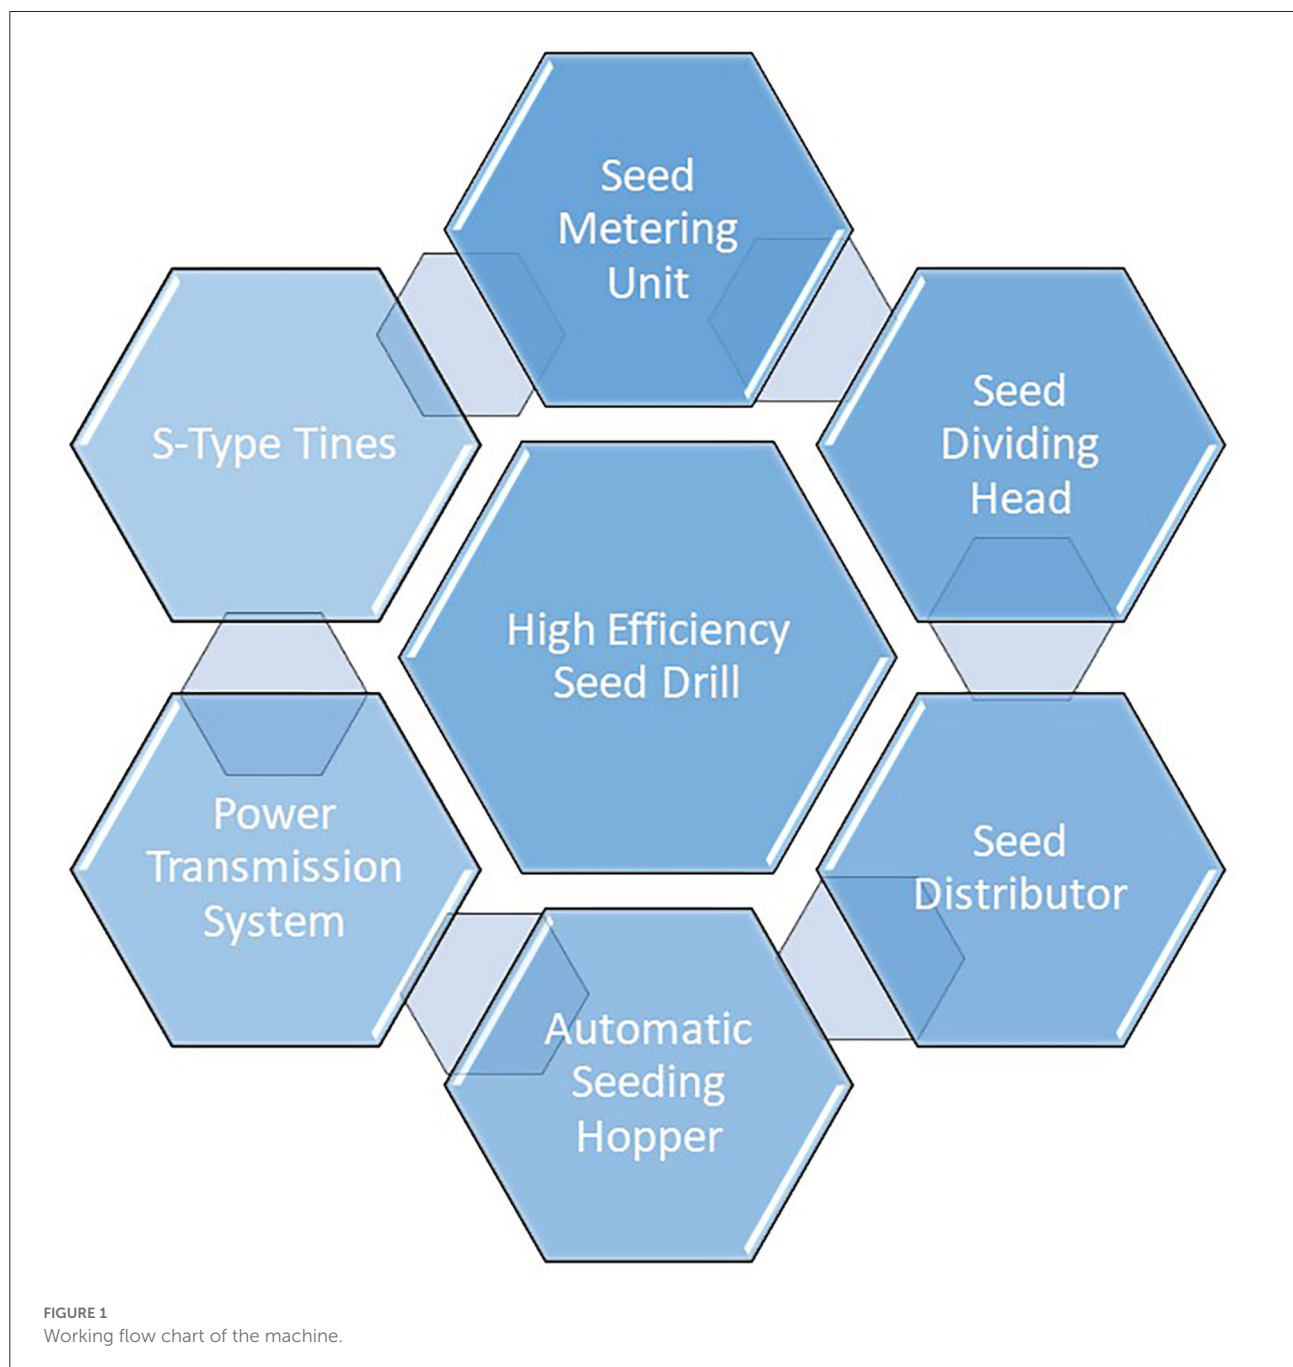 Seed
Metering
Unit
Seed
Dividing
Head
S-Type Tines
High Efficiency
Seed Drill
Power
Transmission
System
Seed
Distributor
Automatic
Seeding
Hopper
FIGURE 1
Working flow chart of the machine.